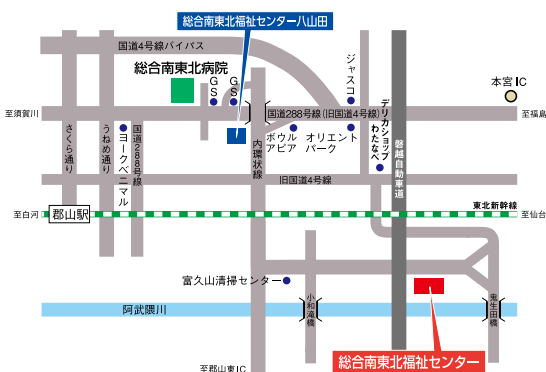 総合南東北福祉センター八山田
国道4号線バイパス
総合南東北病院
GS
GS
ジャスコ
本宮IC
至須賀川
国道288号線(旧国道4号線)
至福島
さくら通り
うねめ通り
ヨークベニマル
国道288号線
内環状線
ボウル
アピア
オリエント
パーク
デリカショップ
わたなべ
磐越自動車道
旧国道4号線
東北新幹線
至白河
郡山駅
至仙台
富久山清掃センター
小和滝橋
鬼生田橋
阿武隈川
総合南東北福祉センター
至郡山東IC